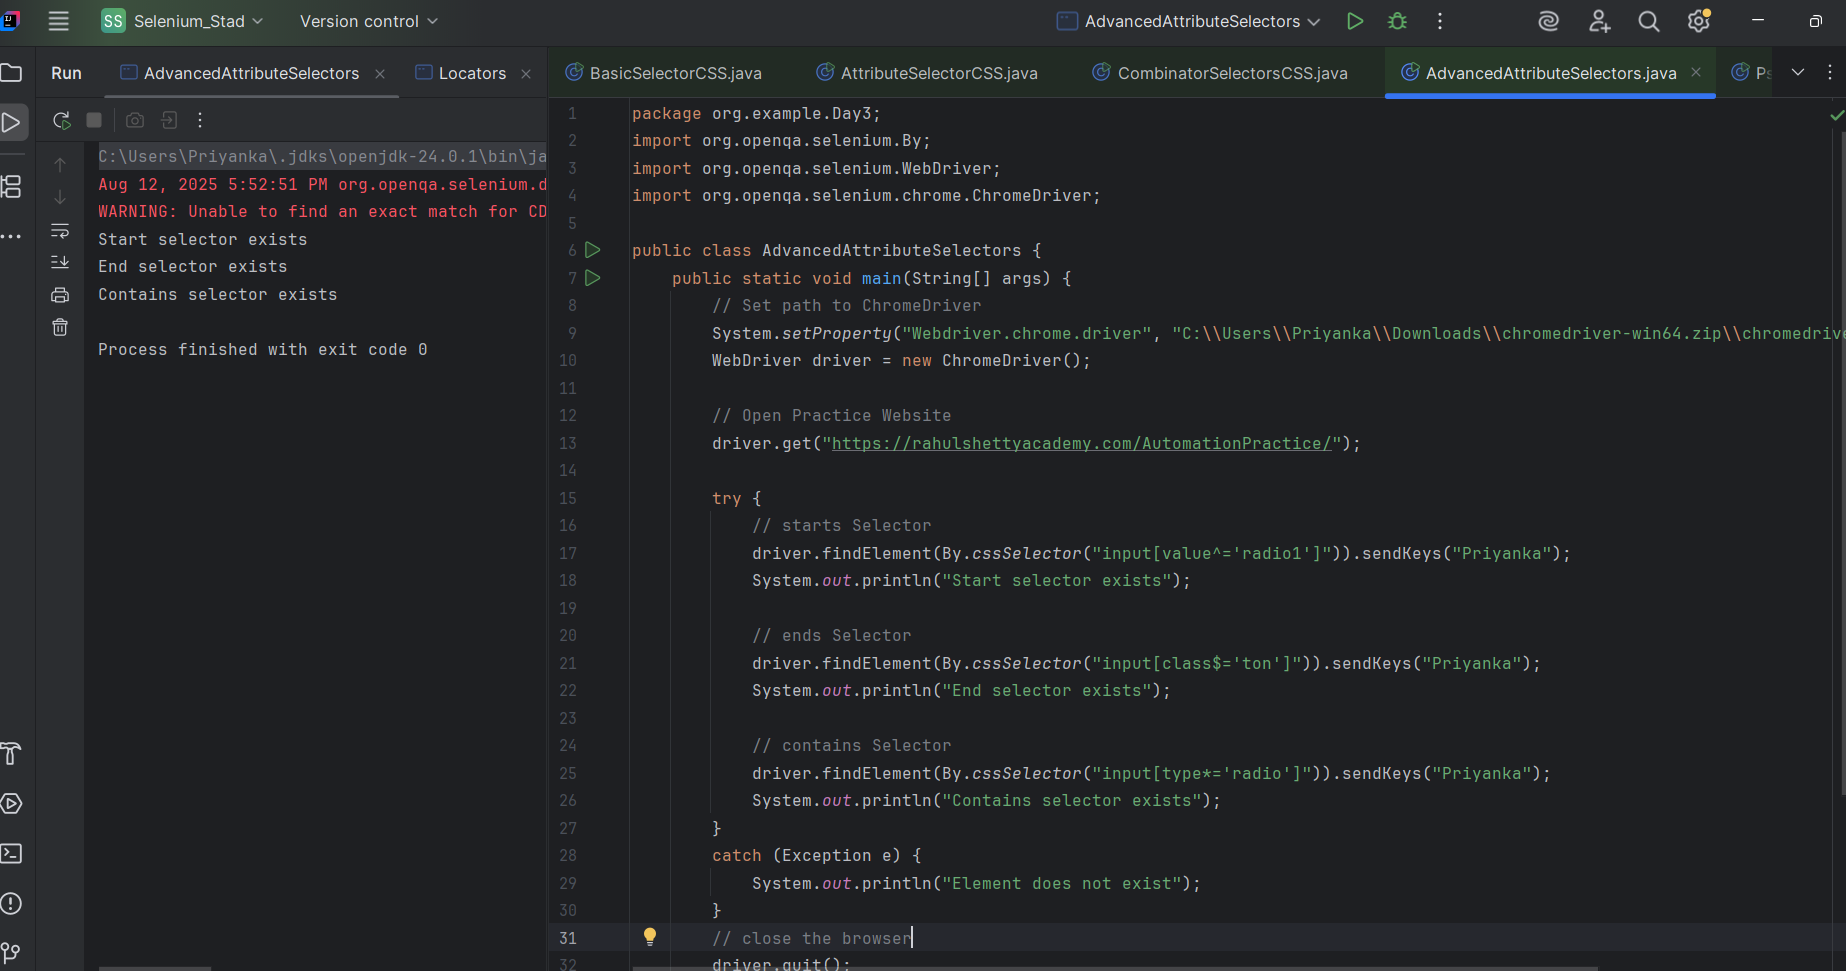 SS Selenium_Stad Version control AdvancedAttributeSelectors
Run AdvancedAttributeSelectors Locators BasicSelectorCSS.java AttributeSelectorCSS.java CombinatorSelectorsCSS.java AdvancedAttributeSelectors.java
C:\Users\Priyanka\.jdks\openjdk-24.0.1\bin\ja
Aug 12, 2025 5:52:51 PM org.openqa.selenium.d
WARNING: Unable to find an exact match for CD
Start selector exists
End selector exists
Contains selector exists
Process finished with exit code 0
1 package org.example.Day3;
2 import org.openqa.selenium.By;
3 import org.openqa.selenium.WebDriver;
4 import org.openqa.selenium.chrome.ChromeDriver;
5
6 public class AdvancedAttributeSelectors {
7 public static void main(String[] args) {
8 // Set path to ChromeDriver
9 System.setProperty("Webdriver.chrome.driver", "C:\\Users\\Priyanka\\Downloads\\chromedriver-win64.zip\\chromedrive
10 WebDriver driver = new ChromeDriver();
11
12 // Open Practice Website
13 driver.get("https://rahulshettyacademy.com/AutomationPractice/");
14
15 try {
16 // starts Selector
17 driver.findElement(By.cssSelector("input[value^='radio1']")).sendKeys("Priyanka");
18 System.out.println("Start selector exists");
19
20 // ends Selector
21 driver.findElement(By.cssSelector("input[class$='ton']")).sendKeys("Priyanka");
22 System.out.println("End selector exists");
23
24 // contains Selector
25 driver.findElement(By.cssSelector("input[type*='radio']")).sendKeys("Priyanka");
26 System.out.println("Contains selector exists");
27 }
28 catch (Exception e) {
29 System.out.println("Element does not exist");
30 }
31 // close the browser
32 driver.quit();